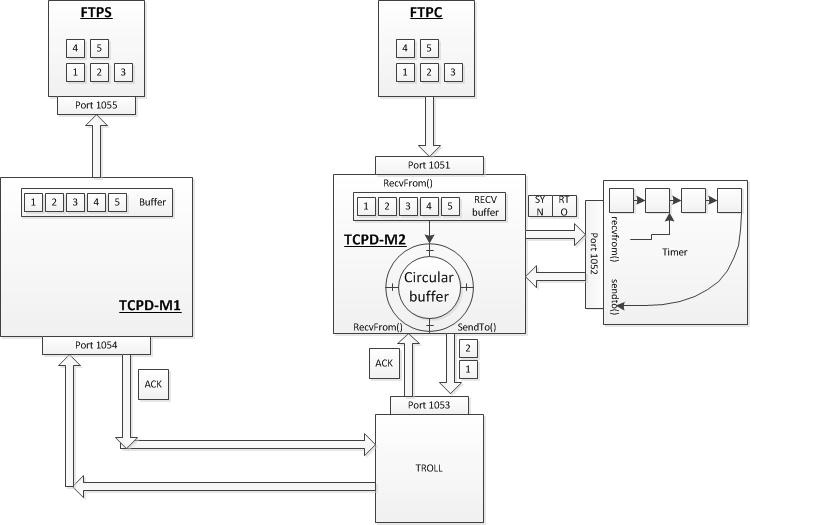 FTPS
4 5
1 2 3
Port 1055
FTPC
4 5
1 2 3
Port 1051
RecvFrom()
1 2 3 4 5
RECV
buffer
TCPD-M2
Circular
buffer
RecvFrom()
SendTo()
SY
N
RT
O
Port 1052
recvfrom()
sendto()
Timer
1 2 3 4 5
Buffer
TCPD-M1
Port 1054
ACK
ACK
2
1
Port 1053
TROLL